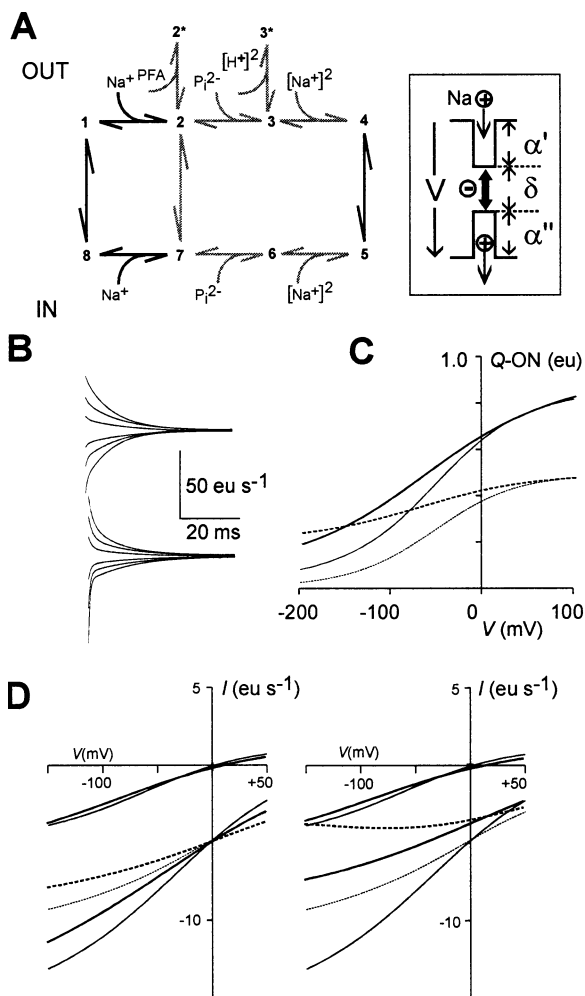 A
OUT
2*
3*
Na+
PFA
Pi2-
[H+]2
[Na+]2
1
2
3
4
8
7
6
5
Na+
Pi2-
[Na+]2
IN
Na
+
V
-
+
α'
δ
α''
B
50 eu s-1
20 ms
C
1.0
Q-ON (eu)
-200
-100
0
100
V (mV)
D
5
I (eu s-1)
V(mV)
-100
+50
-10
5
I (eu s-1)
V(mV)
-100
+50
-10